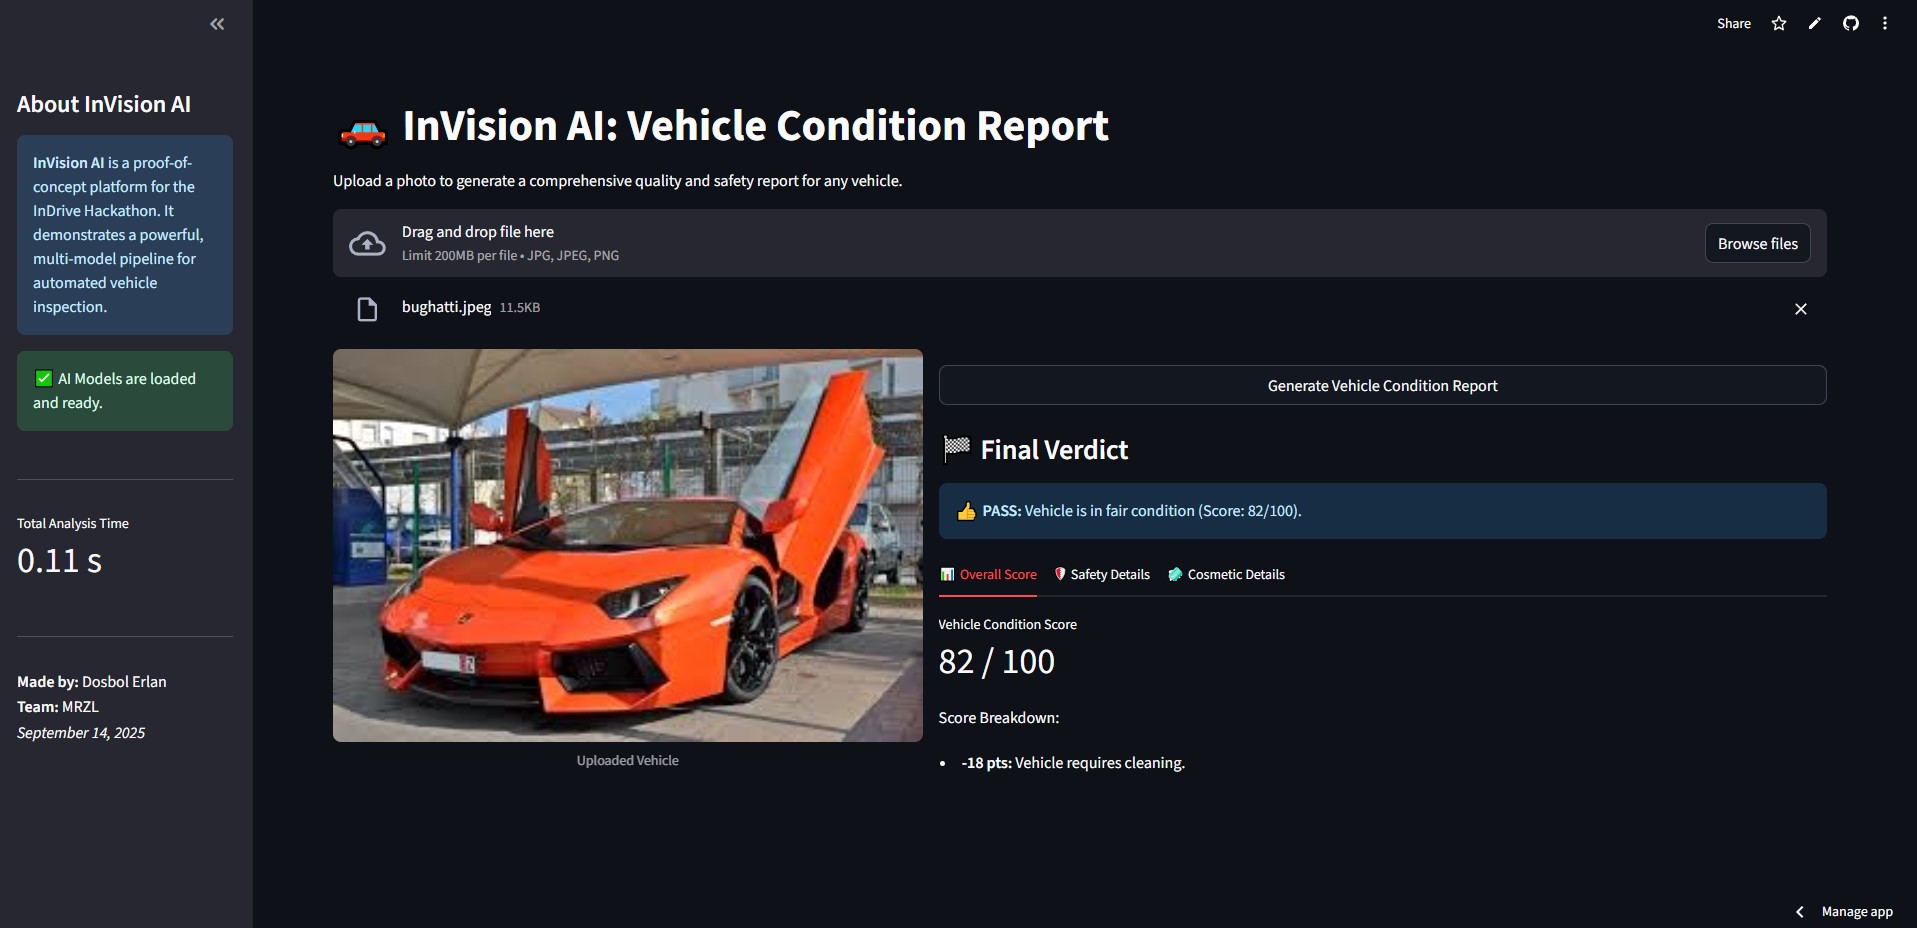 Share
About InVision AI
InVision AI is a proof-of-
concept platform for the
InDrive Hackathon. It
demonstrates a powerful,
multi-model pipeline for
automated vehicle
inspection.
✅ AI Models are loaded
and ready.
Total Analysis Time
0.11 s
Made by: Dosbol Erlan
Team: MRZL
September 14, 2025
🚗 InVision AI: Vehicle Condition Report
Upload a photo to generate a comprehensive quality and safety report for any vehicle.
Drag and drop file here
Limit 200MB per file • JPG, JPEG, PNG
Browse files
bughatti.jpeg 11.5KB
Uploaded Vehicle
Generate Vehicle Condition Report
🏁 Final Verdict
👍 PASS: Vehicle is in fair condition (Score: 82/100).
Overall Score Safety Details Cosmetic Details
Vehicle Condition Score
82 / 100
Score Breakdown:
• -18 pts: Vehicle requires cleaning.
Manage app